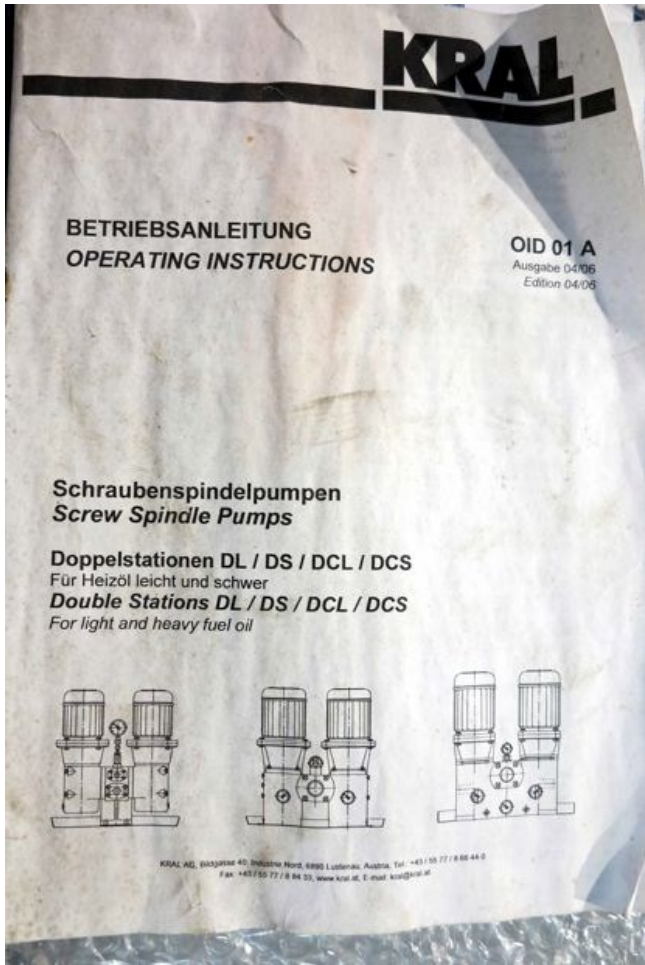 KRAL
BETRIEBSANLEITUNG
OPERATING INSTRUCTIONS
OID 01 A
Ausgabe 04/06
Edition 04/06
Schraubenspindelpumpen
Screw Spindle Pumps
Doppelstationen DL / DS / DCL / DCS
Für Heizöl leicht und schwer
Double Stations DL / DS / DCL / DCS
For light and heavy fuel oil
KRAL AG, Bildgasse 40, Industrie Nord, 6890 Lustenau, Austria, Tel.: +43 / 55 77 / 8 66 44-0
Fax: +43 / 55 77 / 8 84 33, www.kral.at, E-mail: kral@kral.at